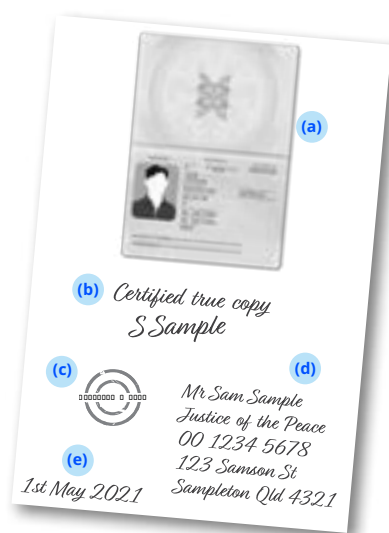 (a)
(b) Certified true copy
S Sample
(c)
(d)
Mr Sam Sample
Justice of the Peace
00 1234 5678
123 Samson St
Sampleton Qld 4321
(e)
1st May 2021